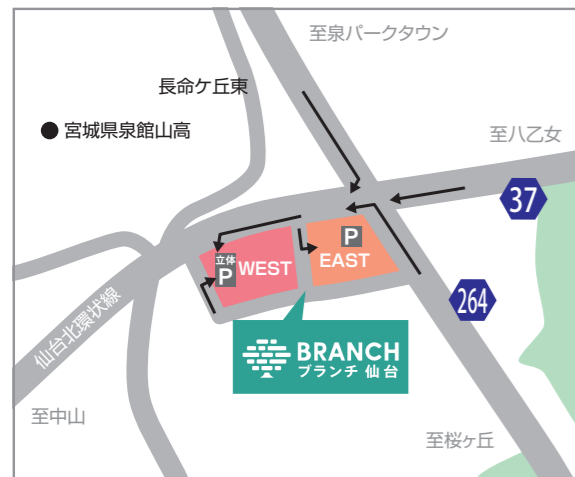 至泉パークタウン
長命ケ丘東
宮城県泉館山高
至八乙女
37
P
EAST
立体
P
WEST
264
仙台北環状線
BRANCH
ブランチ 仙台
至中山
至桜ヶ丘